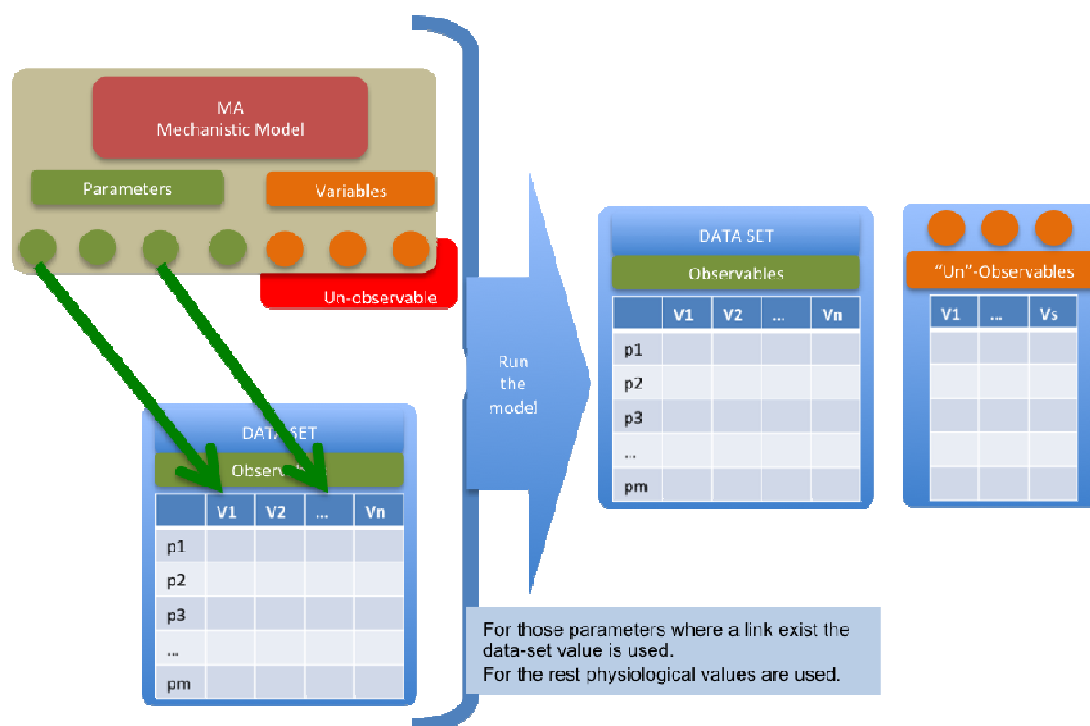 MA
Mechanistic Model
Parameters
Variables
Un-observable
DATA SET
Observables
V1 V2 ... Vn
p1
p2
p3
...
pm
Run
the
model
DATA SET
Observables
V1 V2 ... Vn
p1
p2
p3
...
pm
"Un"-Observables
V1 ... Vs
For those parameters where a link exist the
data-set value is used.
For the rest physiological values are used.